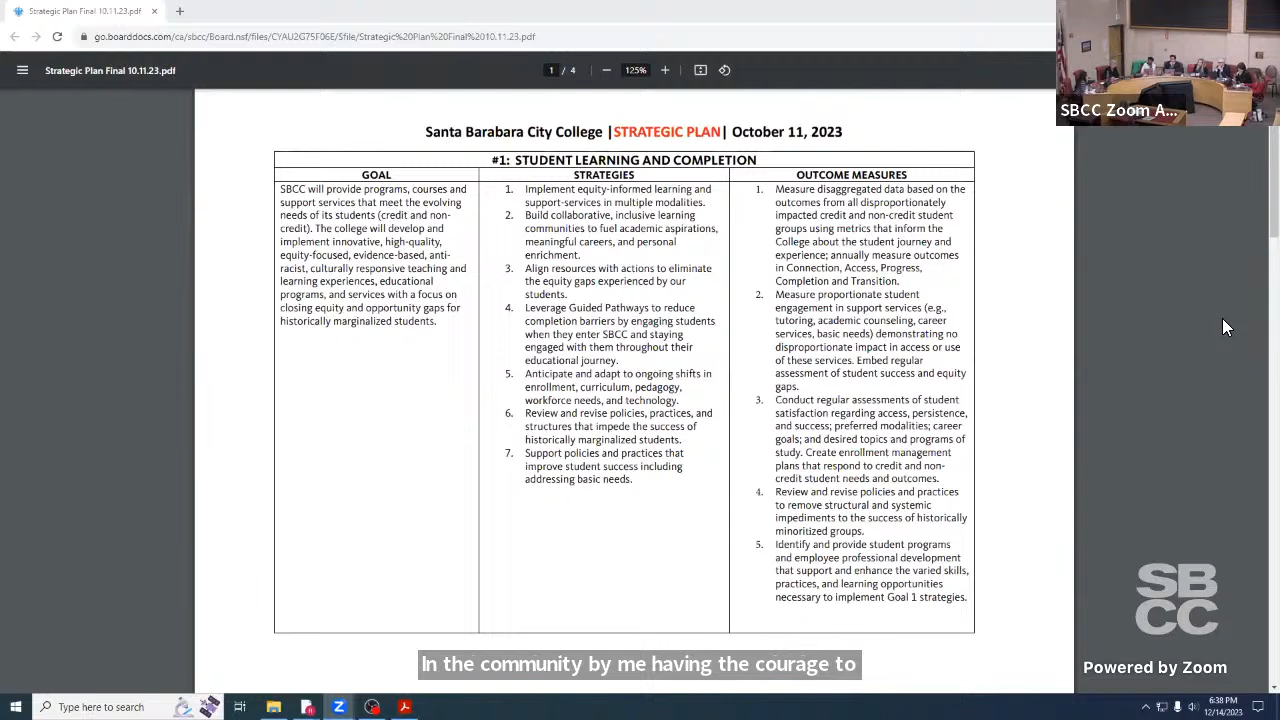 Strategic Plan Final 10.11.23.pdf
go.boarddocs.com/ca/sbcc/Board.nsf/files/CYAU2G75F06E/$file/Strategic%20Plan%20Final%2010.11.23.pdf
Strategic Plan Final 10.11.23.pdf
1 / 4
125%
SBCC Zoom A...
Santa Barabara City College |STRATEGIC PLAN| October 11, 2023
#1: STUDENT LEARNING AND COMPLETION
GOAL
SBCC will provide programs, courses and
support services that meet the evolving
needs of its students (credit and non-
credit). The college will develop and
implement innovative, high-quality,
equity-focused, evidence-based, anti-
racist, culturally responsive teaching and
learning experiences, educational
programs, and services with a focus on
closing equity and opportunity gaps for
historically marginalized students.
STRATEGIES
1. Implement equity-informed learning and
support-services in multiple modalities.
2. Build collaborative, inclusive learning
communities to fuel academic aspirations,
meaningful careers, and personal
enrichment.
3. Align resources with actions to eliminate
the equity gaps experienced by our
students.
4. Leverage Guided Pathways to reduce
completion barriers by engaging students
when they enter SBCC and staying
engaged with them throughout their
educational journey.
5. Anticipate and adapt to ongoing shifts in
enrollment, curriculum, pedagogy,
workforce needs, and technology.
6. Review and revise policies, practices, and
structures that impede the success of
historically marginalized students.
7. Support policies and practices that
improve student success including
addressing basic needs.
OUTCOME MEASURES
1. Measure disaggregated data based on the
outcomes from all disproportionately
impacted credit and non-credit student
groups using metrics that inform the
College about the student journey and
experience; annually measure outcomes
in Connection, Access, Progress,
Completion and Transition.
2. Measure proportionate student
engagement in support services (e.g.,
tutoring, academic counseling, career
services, basic needs) demonstrating no
disproportionate impact in access or use
of these services. Embed regular
assessment of student success and equity
gaps.
3. Conduct regular assessments of student
satisfaction regarding access, persistence,
and success; preferred modalities; career
goals; and desired topics and programs of
study. Create enrollment management
plans that respond to credit and non-
credit student needs and outcomes.
4. Review and revise policies and practices
to remove structural and systemic
impediments to the success of historically
minoritized groups.
5. Identify and provide student programs
and employee professional development
that support and enhance the varied skills,
practices, and learning opportunities
necessary to implement Goal 1 strategies.
SB
CC
In the community by me having the courage to
Powered by Zoom
Type here to search
6:38 PM
12/14/2023